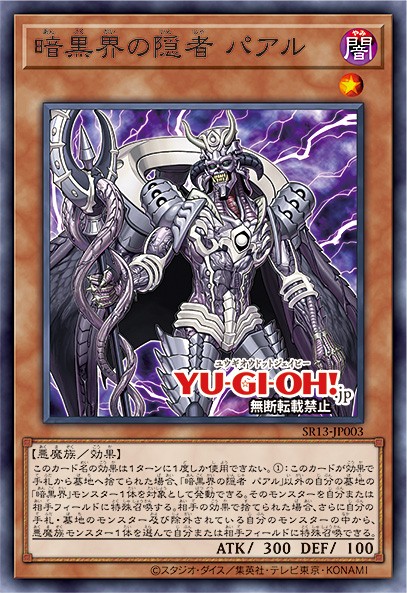 暗黒界の隠者 パアル
闇
ユウギオウドットジェイピー
YU-GI-OH!.jp
無断転載禁止
SR13-JP003
【悪魔族／効果】
このカード名の効果は1ターンに1度しか使用できない。①：このカードが効果で
手札から墓地へ捨てられた場合、「暗黒界の隠者 パアル」以外の自分の墓地の
「暗黒界」モンスター1体を対象として発動できる。そのモンスターを自分または
相手フィールドに特殊召喚する。相手の効果で捨てられた場合、さらに自分の
手札・墓地のモンスター及び除外されている自分のモンスターの中から、
悪魔族モンスター1体を選んで自分または相手フィールドに特殊召喚できる。
ATK/ 300 DEF/ 100
©スタジオ・ダイス／集英社・テレビ東京・KONAMI